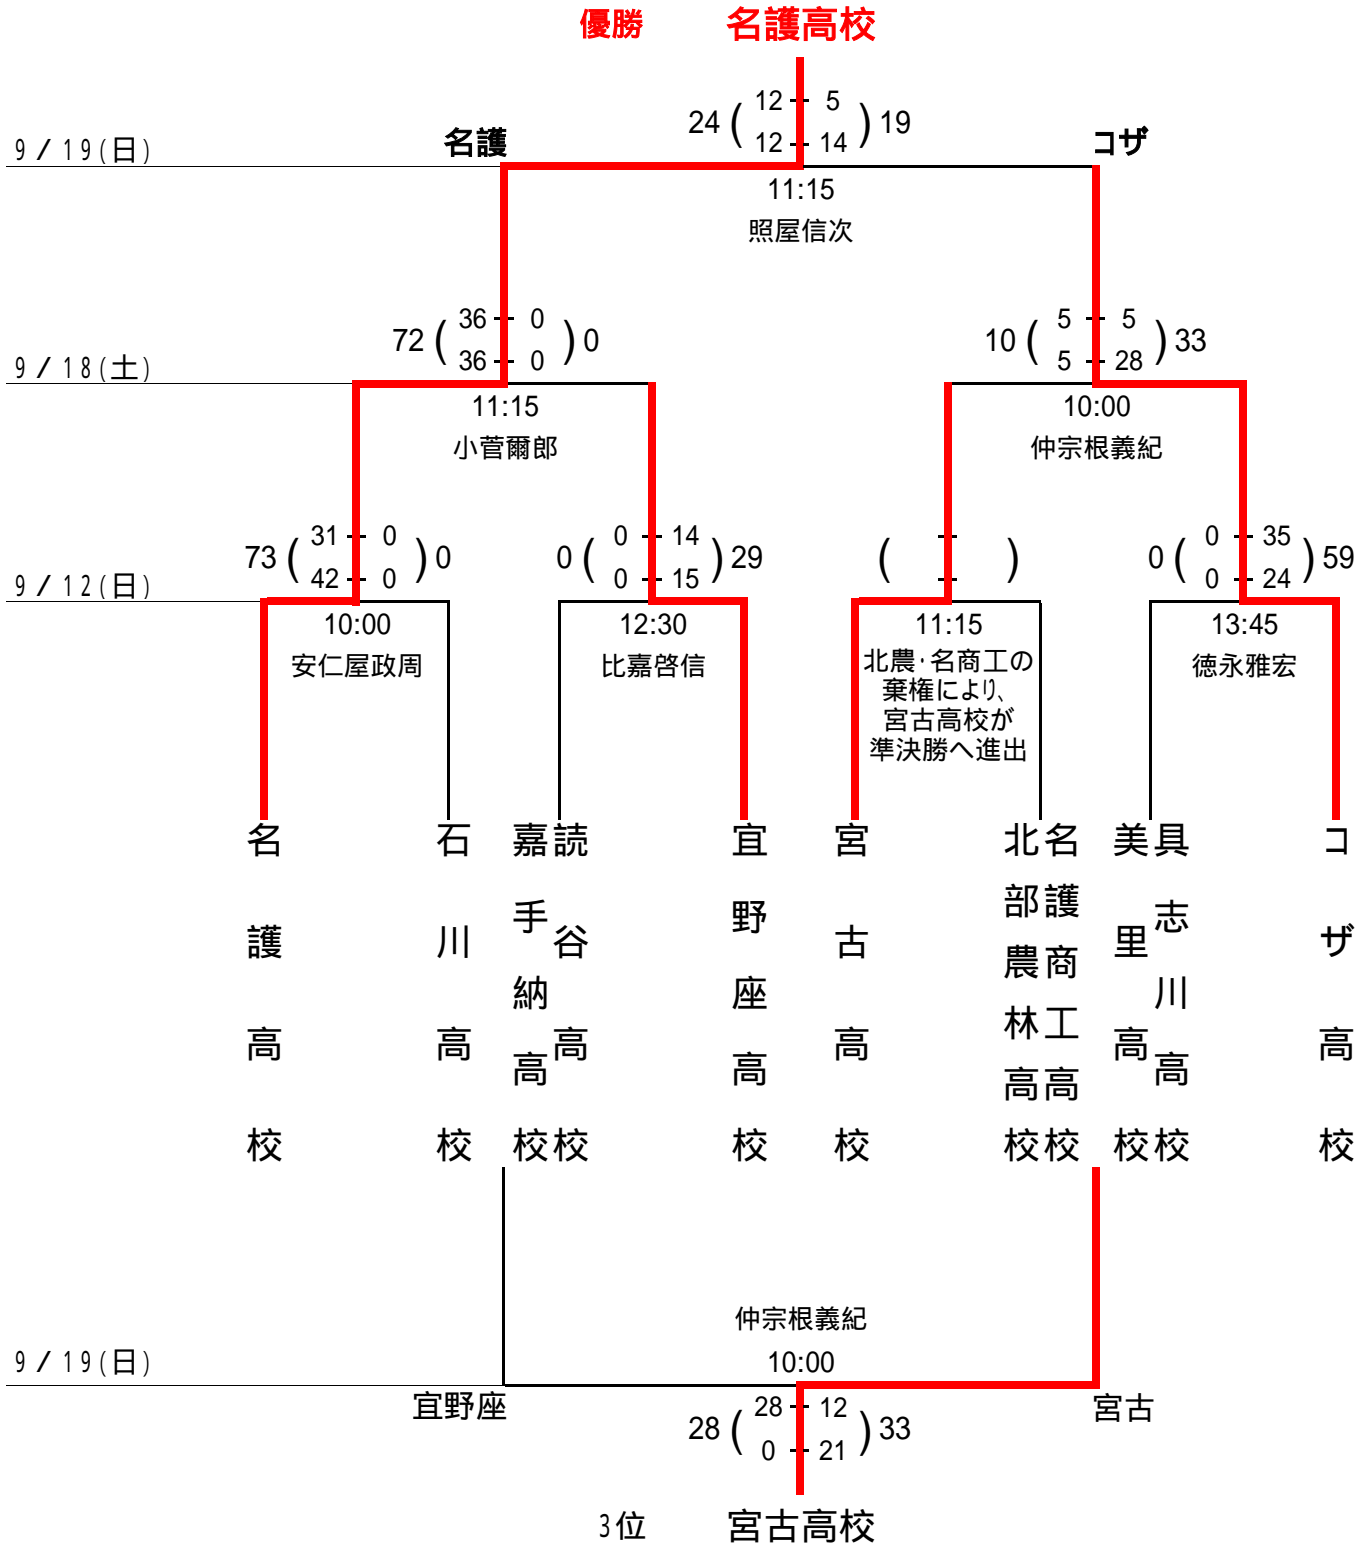 優勝 名護高校
24 ( 12 - 5 ) 19
12 - 14
9／19(日) 名護 コザ
11:15
照屋信次
72 ( 36 - 0 ) 0 10 ( 5 - 5 ) 33
36 - 0 5 - 28
9／18(土)
11:15 10:00
小菅爾郎 仲宗根義紀
73 ( 31 - 0 ) 0 0 ( 0 - 14 ) 29 ( - ) 0 ( 0 - 35 ) 59
42 - 0 0 - 15 - 0 - 24
9／12(日)
10:00 12:30 11:15 13:45
安仁屋政周 比嘉啓信 北農・名商工の 徳永雅宏
棄権により、
宮古高校が
準決勝へ進出
名護高校
石川高校
嘉手納高校
読谷高校
宜野座高校
宮古高校
北部農林高校
名護商工高校
美里高校
具志川高校
コザ高校
仲宗根義紀
9／19(日) 10:00
宜野座 宮古
28 ( 28 - 12 ) 33
0 - 21
3位 宮古高校